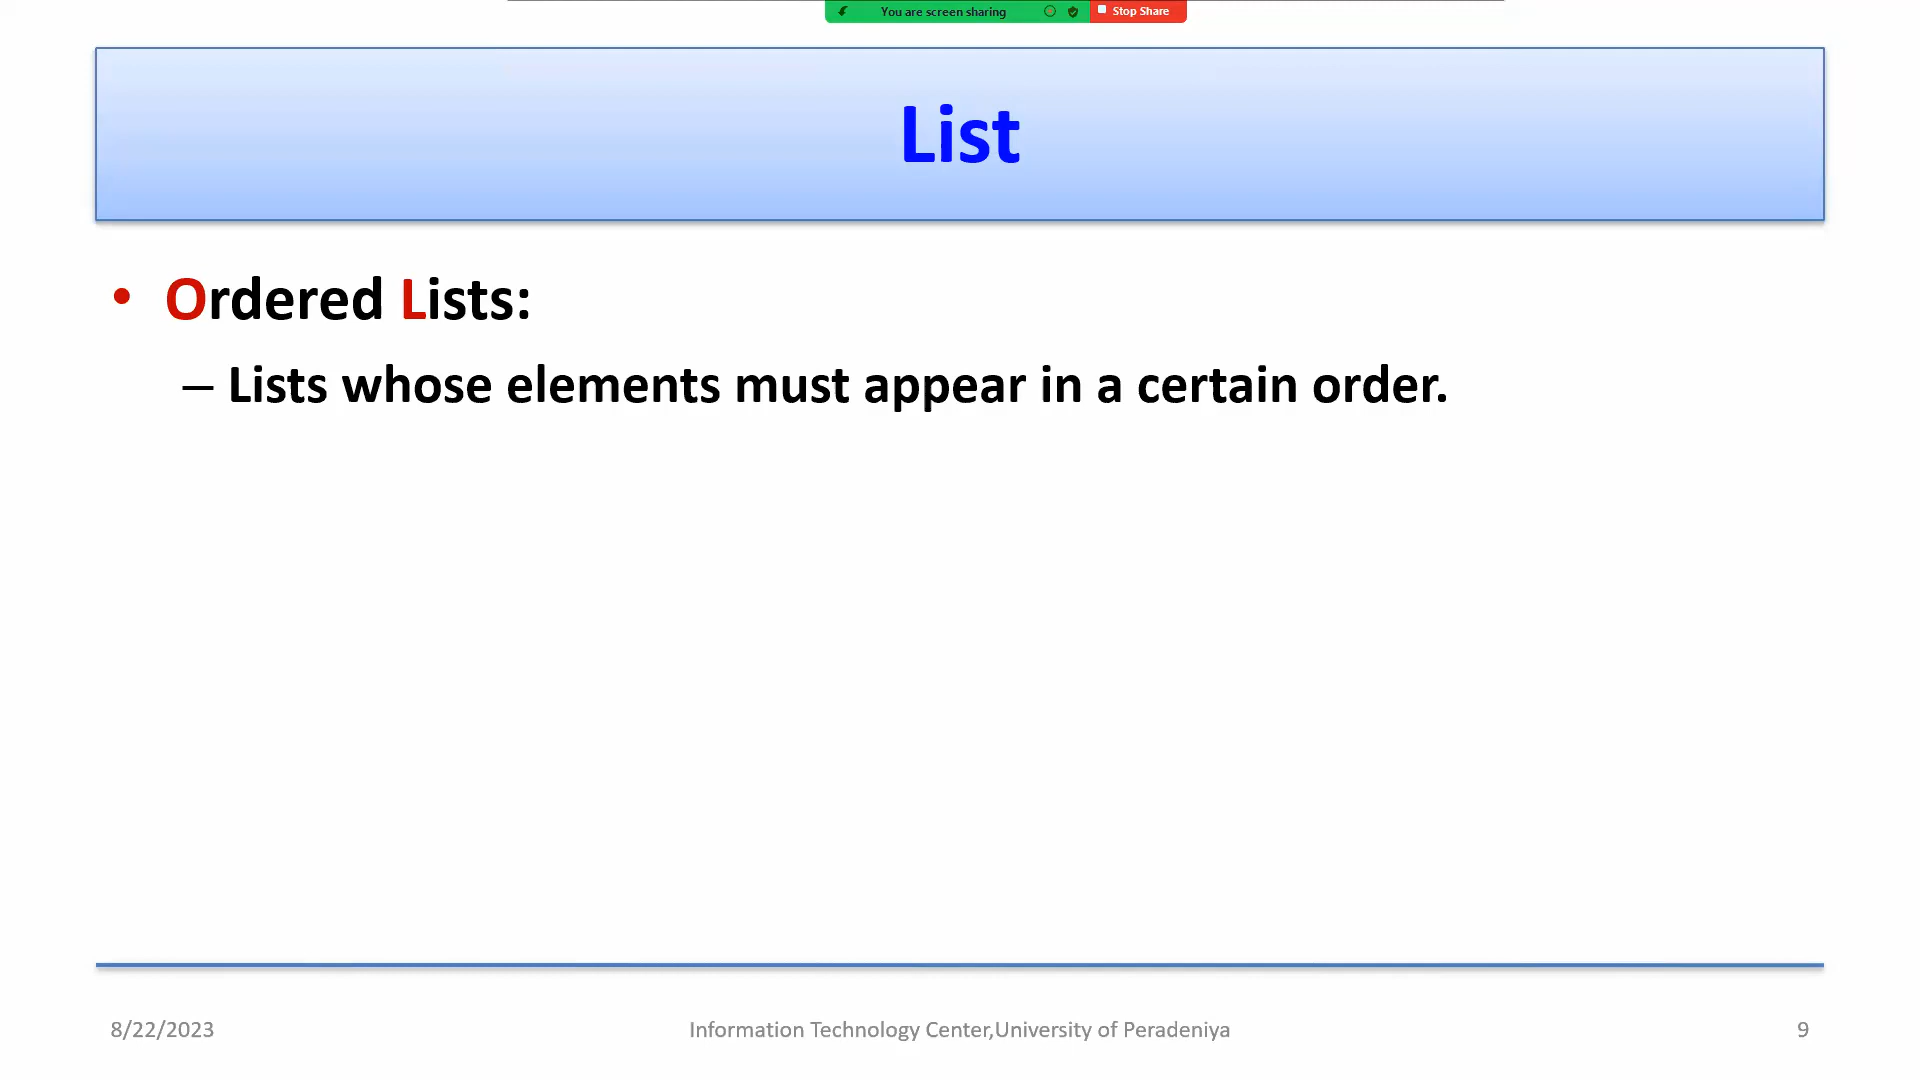 You are screen sharing Stop Share
List
• Ordered Lists:
– Lists whose elements must appear in a certain order.
8/22/2023 Information Technology Center,University of Peradeniya 9